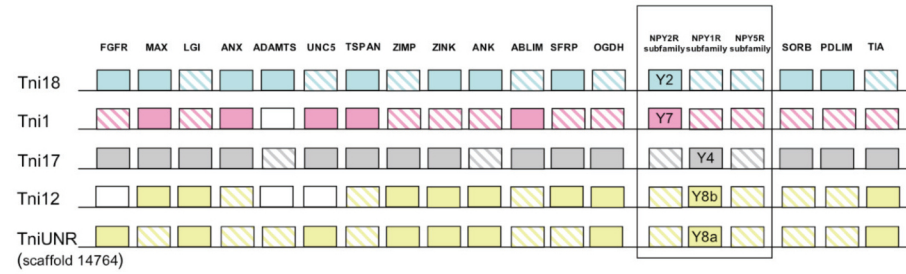 NPY2R NPY1R NPY5R
FGFR MAX LGI ANX ADAMTS UNC5 TSPAN ZIMP ZINK ANK ABLIM SFRP OGDH subfamily subfamily subfamily SORB PDLIM TIA
Tni18 Y2
Tni1 Y7
Tni17 Y4
Tni12 Y8b
TniUNR Y8a
(scaffold 14764)